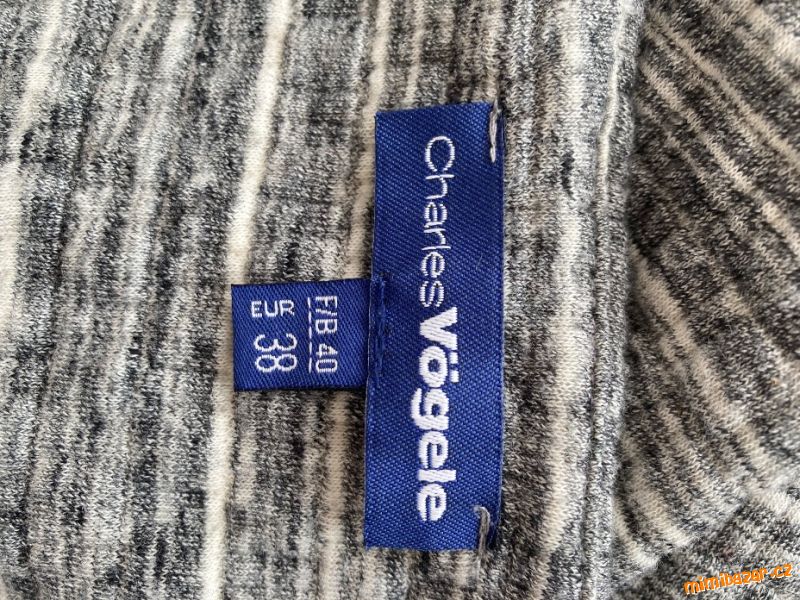 Charles Vögele
F/B 40
EUR 38
mimibazar.cz